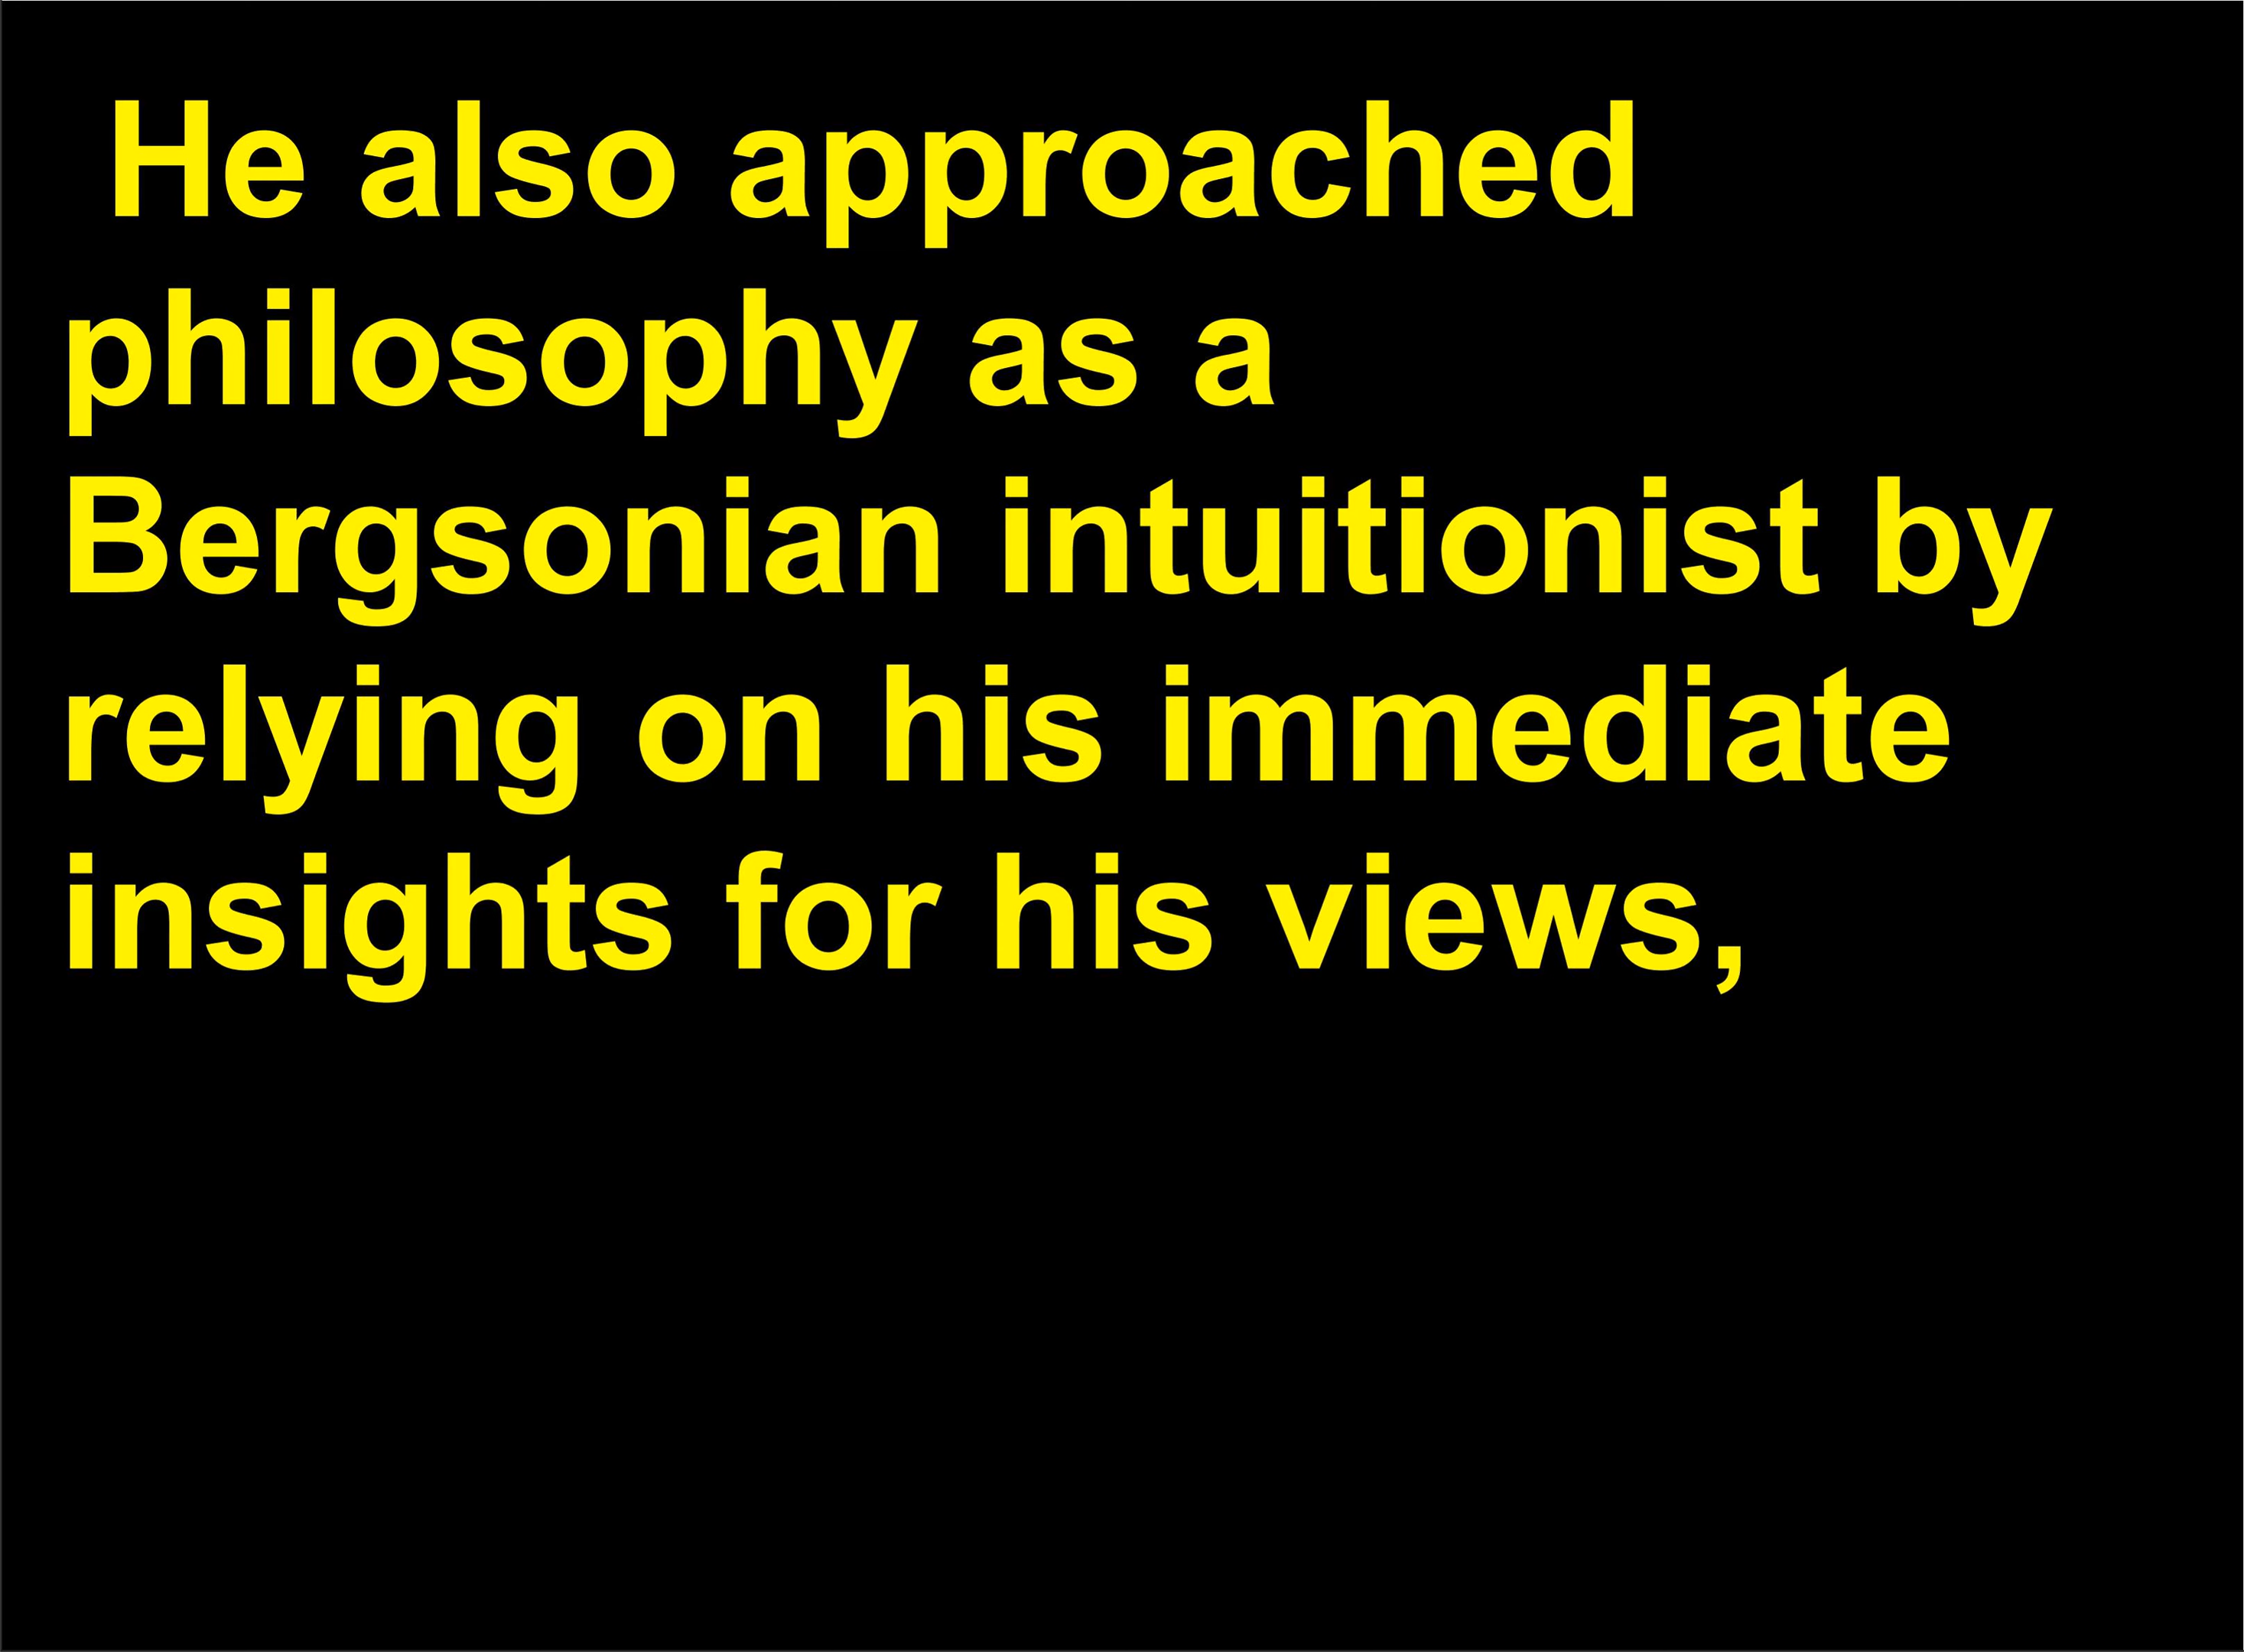 He also approached
philosophy as a
Bergsonian intuitionist by
relying on his immediate
insights for his views,